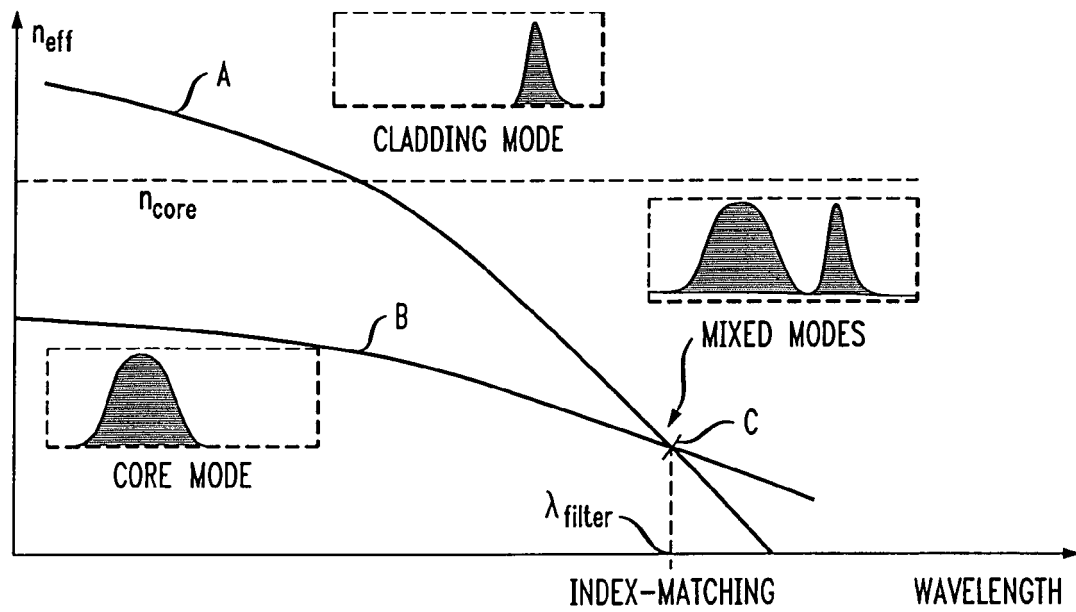 n_eff
A
CLADDING MODE
n_core
B
MIXED MODES
C
CORE MODE
λ_filter
INDEX-MATCHING
WAVELENGTH